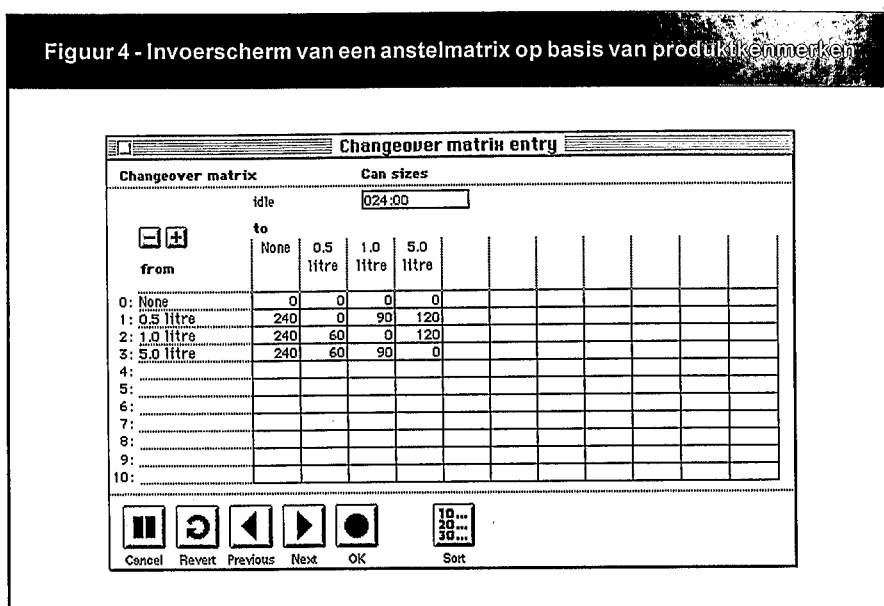 Figuur 4 - Invoerscherm van een anstelmatrix op basis van produktkenmerken
Changeover matrix entry
Changeover matrix Can sizes
idle 024:00
to
None 0.5 litre 1.0 litre 5.0 litre
from
0: None 0 0 0 0
1: 0.5 litre 240 0 90 120
2: 1.0 litre 240 60 0 120
3: 5.0 litre 240 60 90 0
4:
5:
6:
7:
8:
9:
10:
10...
20...
30...
Cancel Revert Previous Next OK Sort